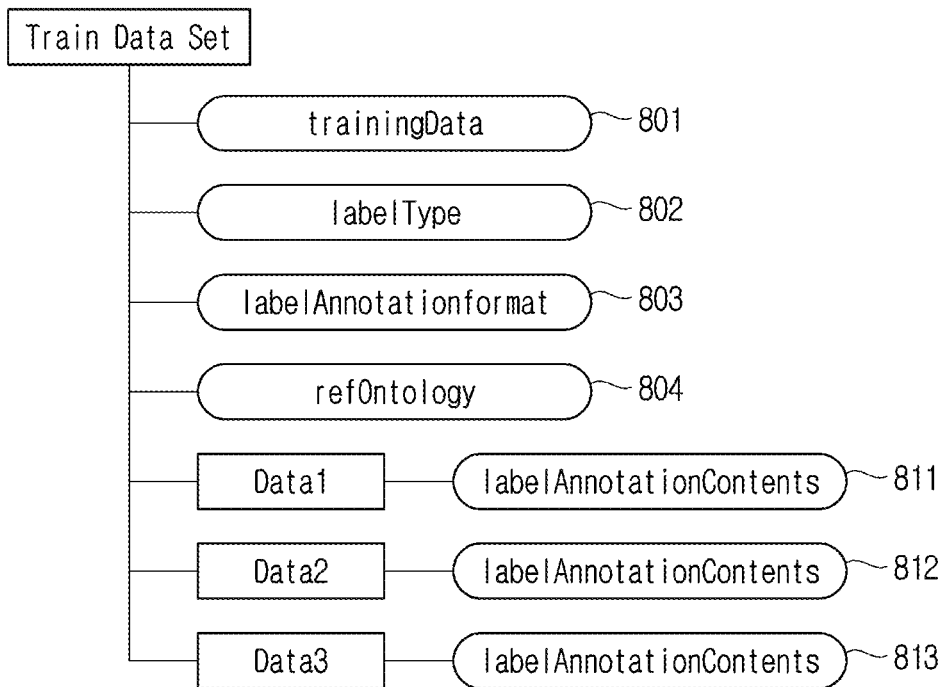 Train Data Set
trainingData 801
labelType 802
labelAnnotationformat 803
refOntology 804
Data1 labelAnnotationContents 811
Data2 labelAnnotationContents 812
Data3 labelAnnotationContents 813